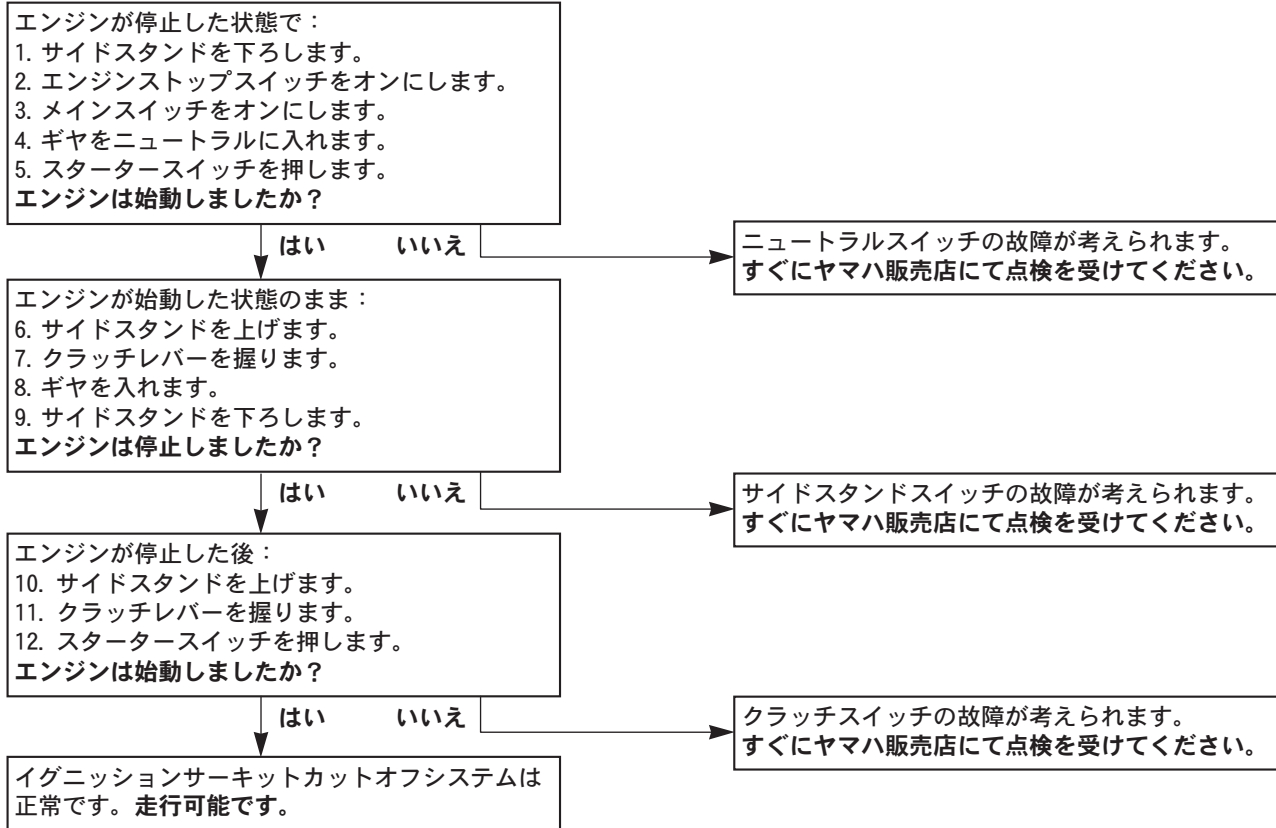 エンジンが停止した状態で：
1. サイドスタンドを下ろします。
2. エンジンストップスイッチをオンにします。
3. メインスイッチをオンにします。
4. ギヤをニュートラルに入れます。
5. スタータースイッチを押します。
エンジンは始動しましたか？
はい いいえ
ニュートラルスイッチの故障が考えられます。
すぐにヤマハ販売店にて点検を受けてください。
エンジンが始動した状態のまま：
6. サイドスタンドを上げます。
7. クラッチレバーを握ります。
8. ギヤを入れます。
9. サイドスタンドを下ろします。
エンジンは停止しましたか？
はい いいえ
サイドスタンドスイッチの故障が考えられます。
すぐにヤマハ販売店にて点検を受けてください。
エンジンが停止した後：
10. サイドスタンドを上げます。
11. クラッチレバーを握ります。
12. スタータースイッチを押します。
エンジンは始動しましたか？
はい いいえ
クラッチスイッチの故障が考えられます。
すぐにヤマハ販売店にて点検を受けてください。
イグニッションサーキットカットオフシステムは
正常です。走行可能です。